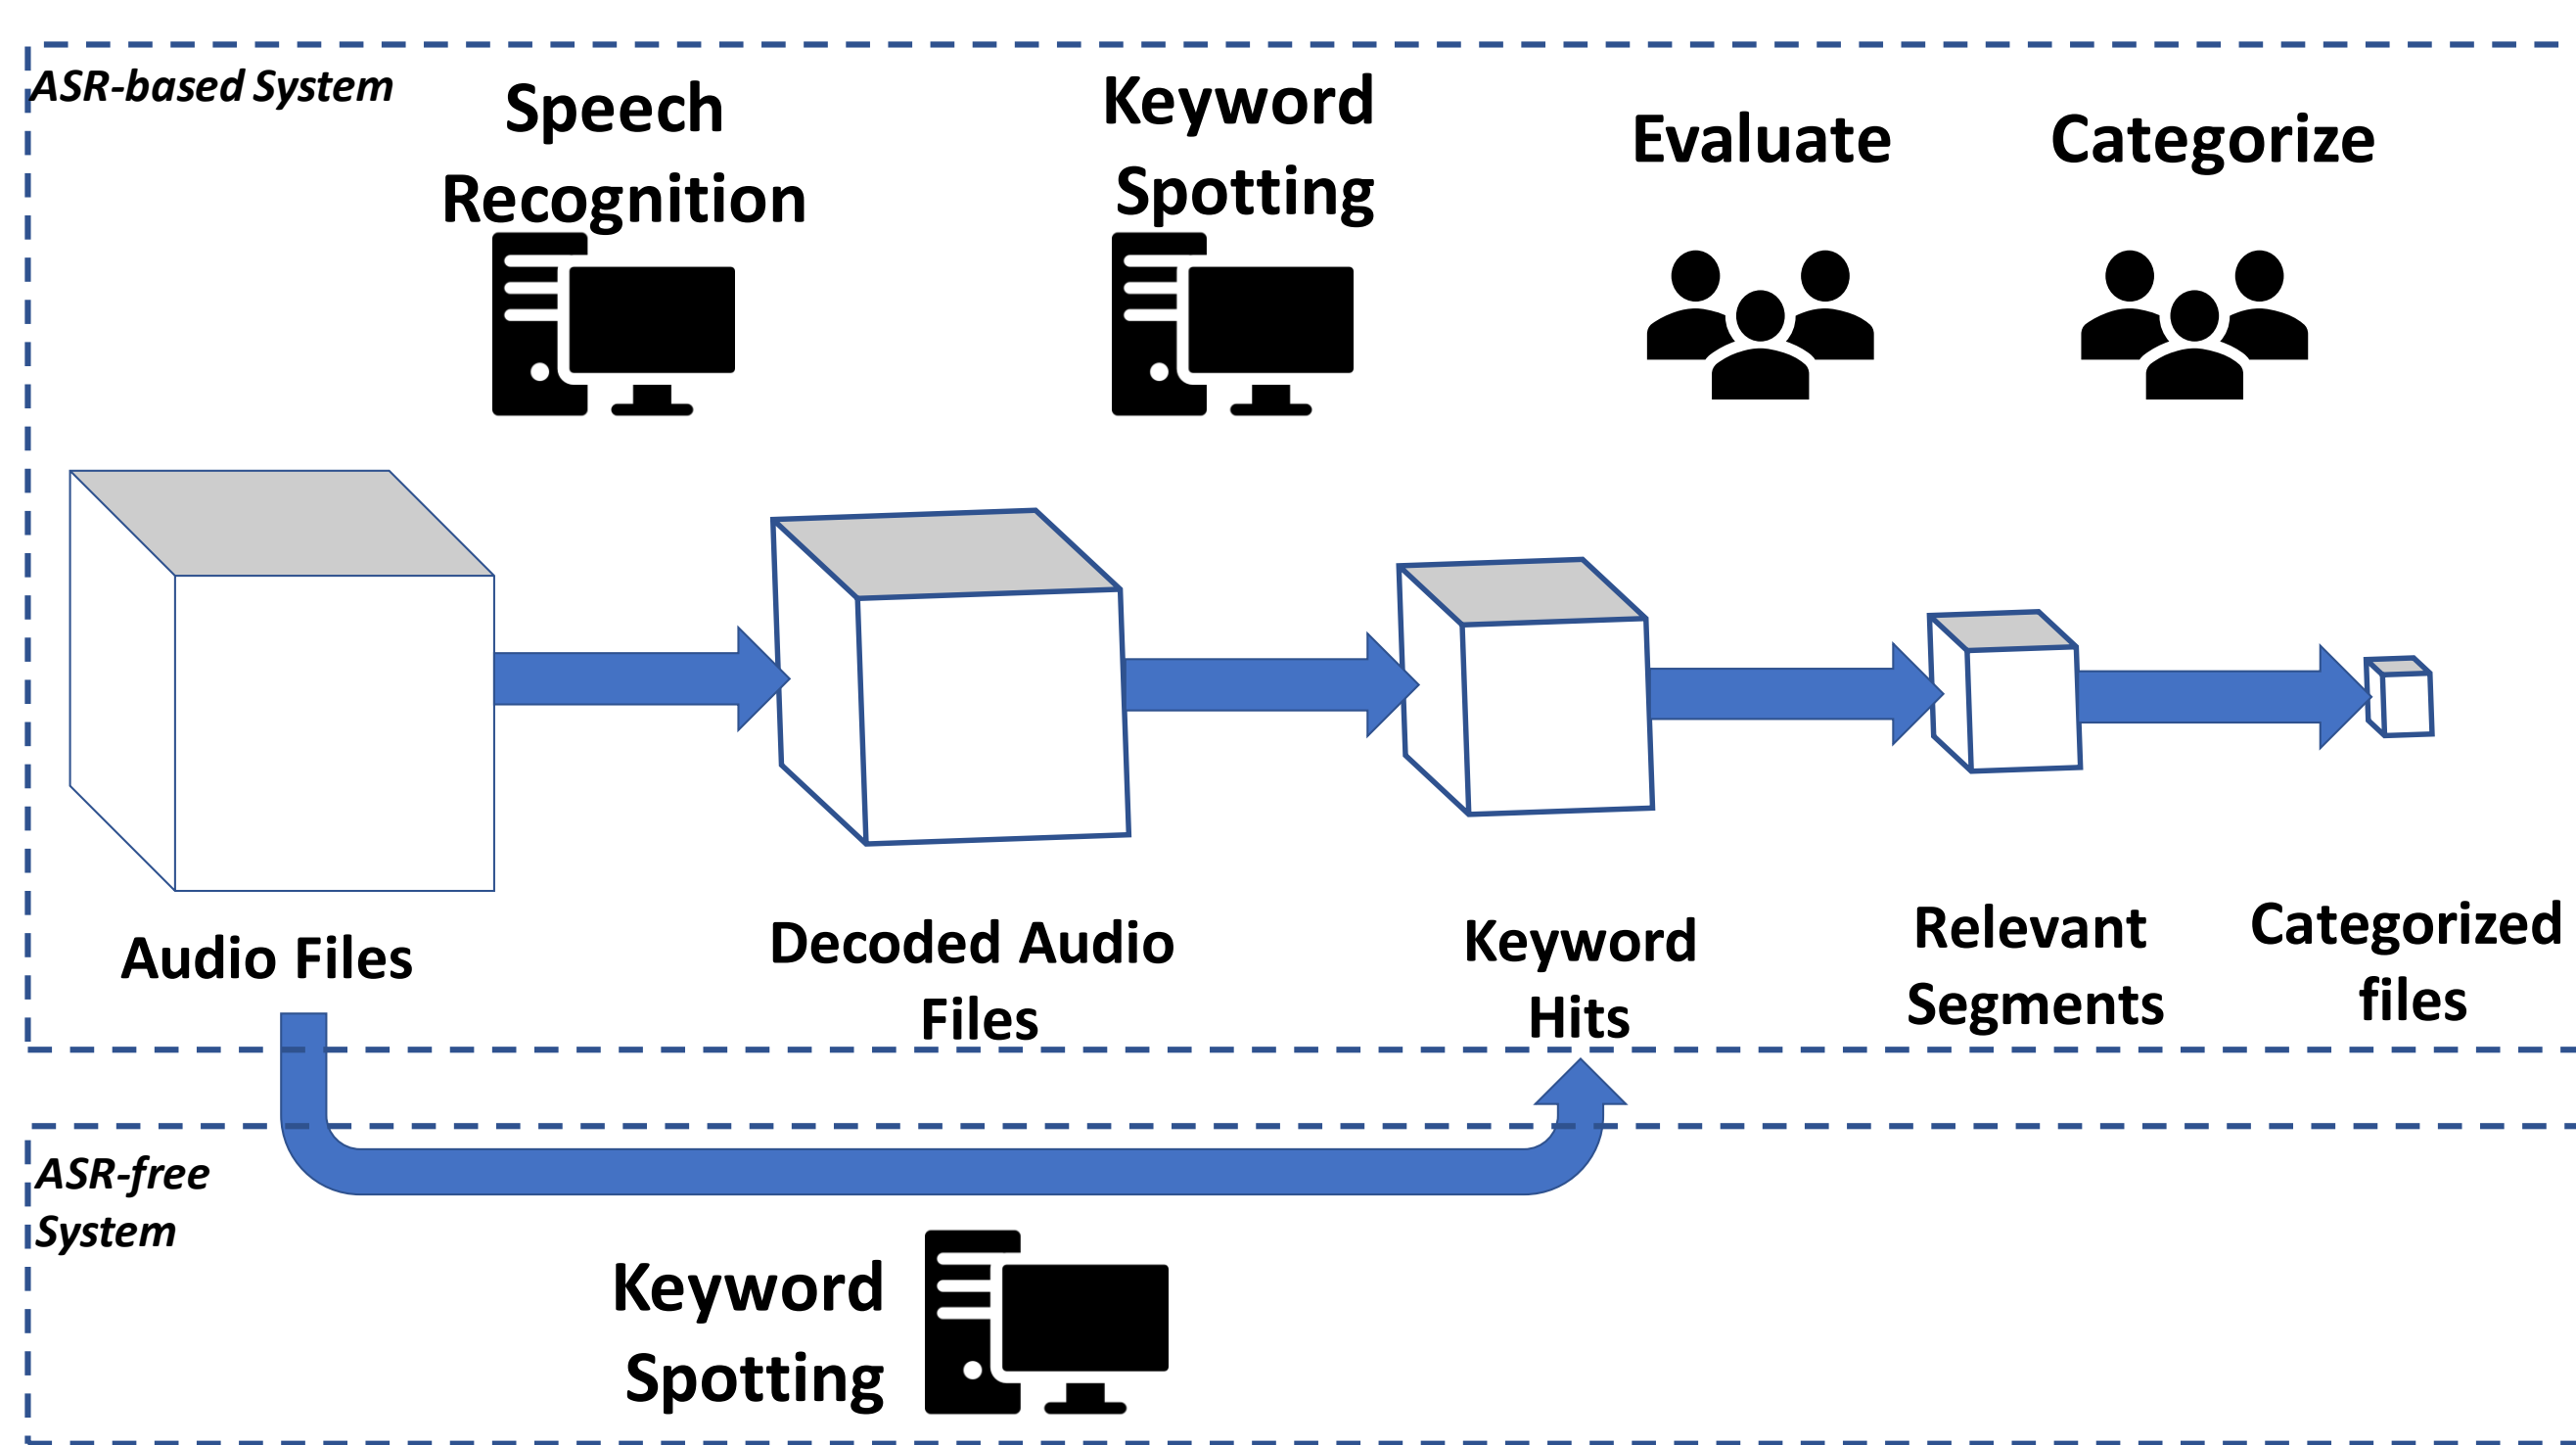 ASR-based System
Speech
Recognition
Keyword
Spotting
Evaluate
Categorize
Audio Files
Decoded Audio
Files
Keyword
Hits
Relevant
Segments
Categorized
files
ASR-free
System
Keyword
Spotting